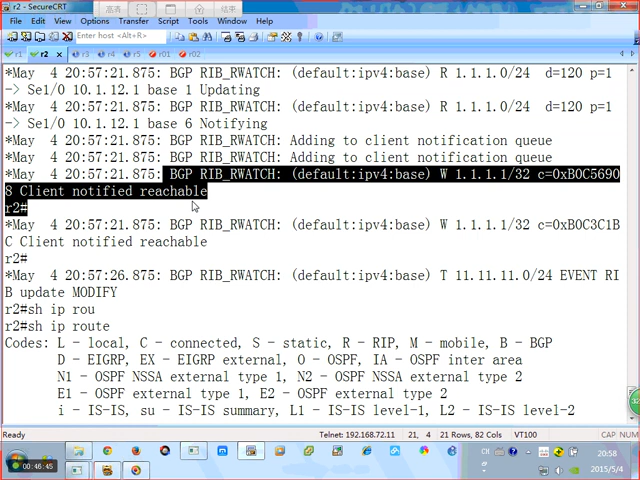 r2 - SecureCRT
File Edit View Options Transfer Script Tools Window Help
Enter host <Alt+R>
r1 r2 r3 r4 r5 r01 r02
*May  4 20:57:21.875: BGP RIB_RWATCH: (default:ipv4:base) R 1.1.1.0/24  d=120 p=1
-> Se1/0 10.1.12.1 base 1 Updating
*May  4 20:57:21.875: BGP RIB_RWATCH: (default:ipv4:base) R 1.1.1.0/24  d=120 p=1
-> Se1/0 10.1.12.1 base 6 Notifying
*May  4 20:57:21.875: BGP RIB_RWATCH: Adding to client notification queue
*May  4 20:57:21.875: BGP RIB_RWATCH: Adding to client notification queue
*May  4 20:57:21.875: BGP RIB_RWATCH: (default:ipv4:base) W 1.1.1.1/32 c=0xB0C5690
8 Client notified reachable
r2#
*May  4 20:57:21.875: BGP RIB_RWATCH: (default:ipv4:base) W 1.1.1.1/32 c=0xB0C3C1B
C Client notified reachable
r2#
*May  4 20:57:26.875: BGP RIB_RWATCH: (default:ipv4:base) T 11.11.11.0/24 EVENT RI
B update MODIFY
r2#sh ip rou
r2#sh ip route
Codes: L - local, C - connected, S - static, R - RIP, M - mobile, B - BGP
D - EIGRP, EX - EIGRP external, O - OSPF, IA - OSPF inter area
N1 - OSPF NSSA external type 1, N2 - OSPF NSSA external type 2
E1 - OSPF external type 1, E2 - OSPF external type 2
i - IS-IS, su - IS-IS summary, L1 - IS-IS level-1, L2 - IS-IS level-2
Ready Telnet: 192.168.72.11 21, 4 21 Rows, 82 Cols VT100 CAP NUM
00:46:45
CH
20:58
2015/5/4